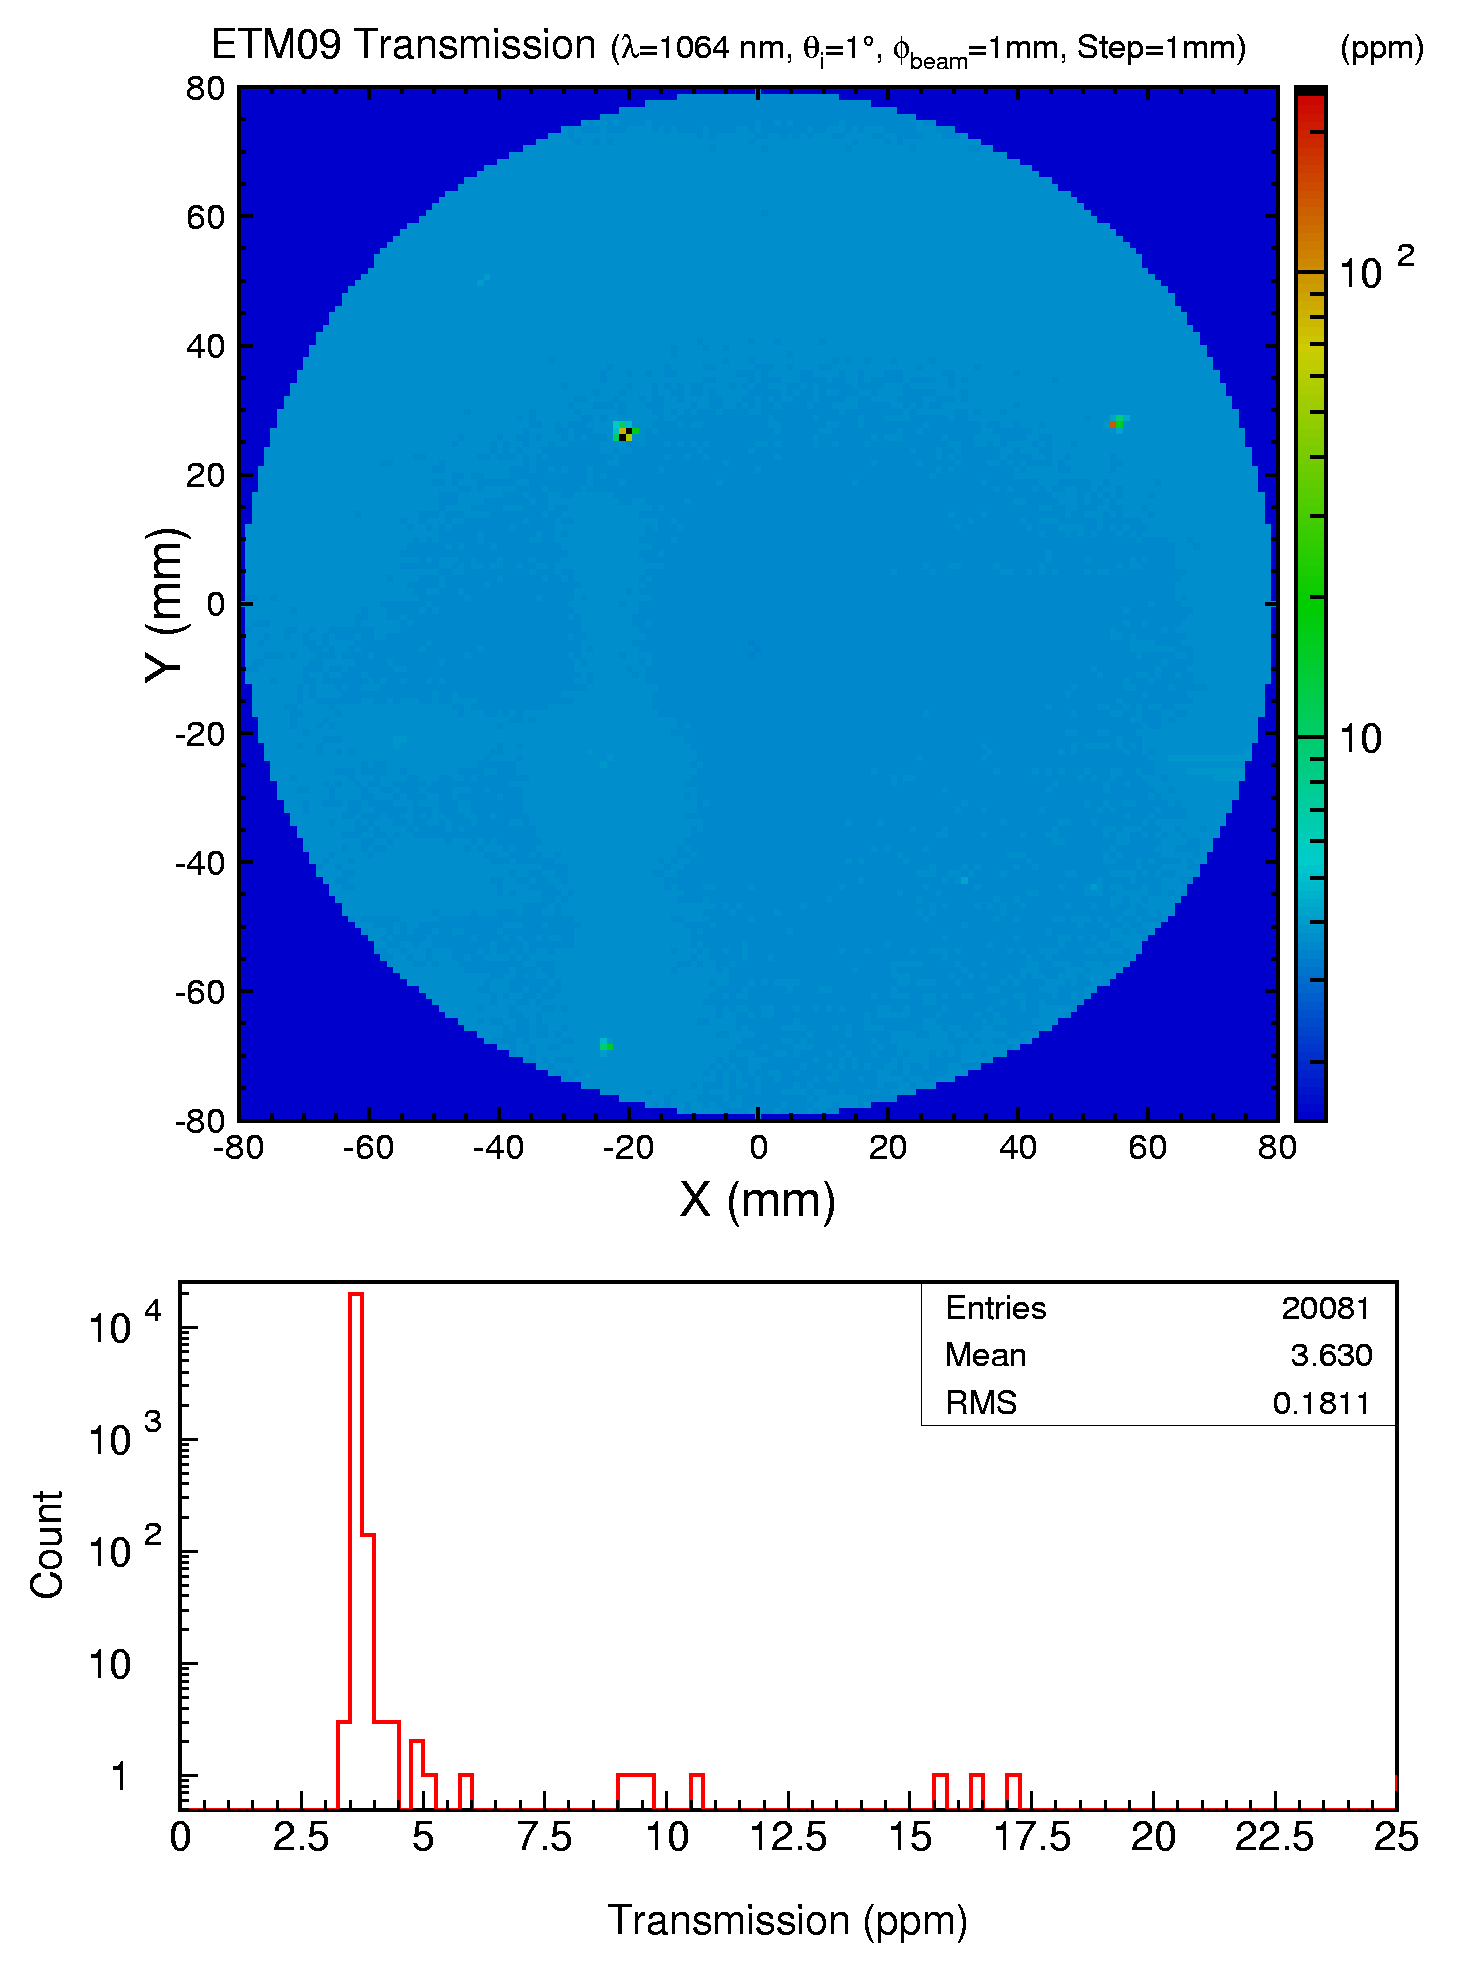 ETM09 Transmission (λ=1064 nm, θi=1°, ϕbeam=1mm, Step=1mm) (ppm)
80
60
40
20
0
-20
-40
-60
-80
Y (mm)
-80 -60 -40 -20 0 20 40 60 80
X (mm)
10 2
10
Entries 20081
Mean 3.630
RMS 0.1811
10 4
10 3
10 2
10
1
Count
0 2.5 5 7.5 10 12.5 15 17.5 20 22.5 25
Transmission (ppm)